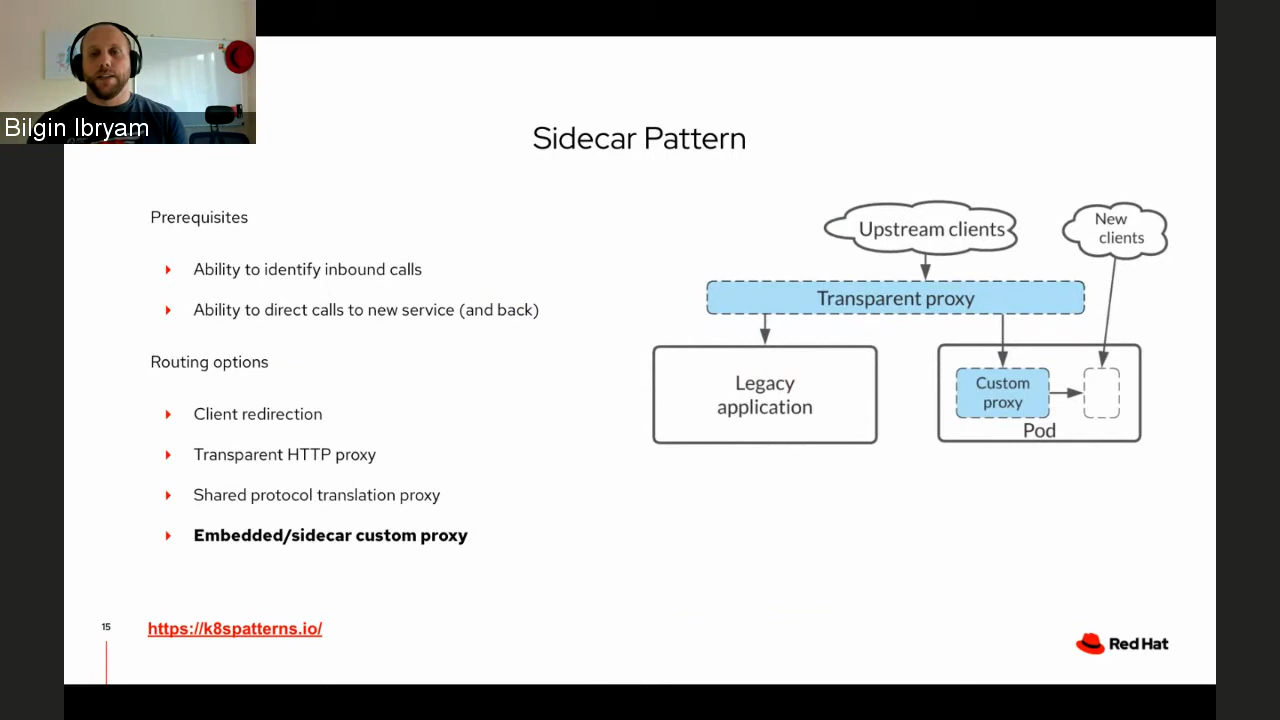 Bilgin Ibryam
Sidecar Pattern
Prerequisites
Ability to identify inbound calls
Ability to direct calls to new service (and back)
Routing options
Client redirection
Transparent HTTP proxy
Shared protocol translation proxy
Embedded/sidecar custom proxy
Upstream clients
New
clients
Transparent proxy
Legacy
application
Custom
proxy
Pod
15
https://k8spatterns.io/
Red Hat